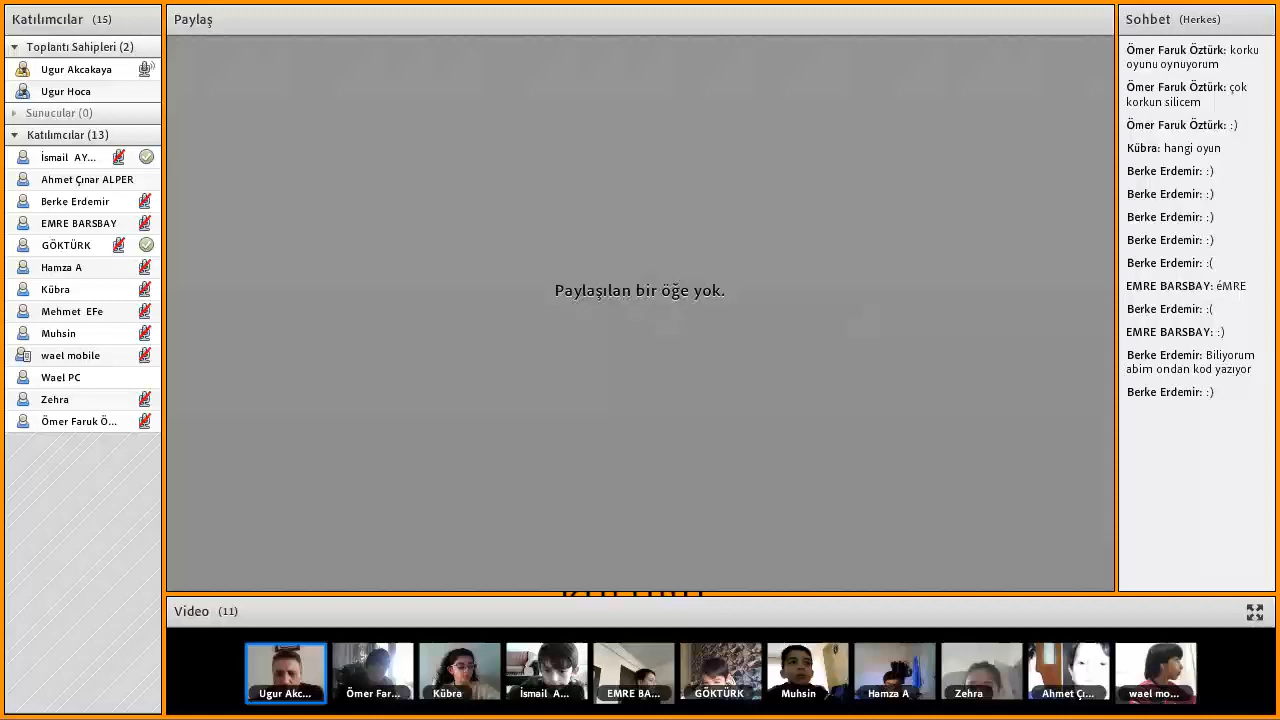 Katılımcılar (15)
Toplantı Sahipleri (2)
Ugur Akcakaya
Ugur Hoca
Sunucular (0)
Katılımcılar (13)
İsmail AY...
Ahmet Çınar ALPER
Berke Erdemir
EMRE BARSBAY
GÖKTÜRK
Hamza A
Kübra
Mehmet EFe
Muhsin
wael mobile
Wael PC
Zehra
Ömer Faruk Ö...
Paylaş
Paylaşılan bir öğe yok.
Sohbet (Herkes)
Ömer Faruk Öztürk: korku
oyunu oynuyorum
Ömer Faruk Öztürk: çok
korkun silicem
Ömer Faruk Öztürk: :)
Kübra: hangi oyun
Berke Erdemir: :)
Berke Erdemir: :)
Berke Erdemir: :)
Berke Erdemir: :)
Berke Erdemir: :(
EMRE BARSBAY: éMRE
Berke Erdemir: :(
EMRE BARSBAY: :)
Berke Erdemir: Biliyorum
abim ondan kod yazıyor
Berke Erdemir: :)
Video (11)
Ugur Akc...
Ömer Far...
Kübra
İsmail A...
EMRE BA...
GÖKTÜRK
Muhsin
Hamza A
Zehra
Ahmet Çı...
wael mo...